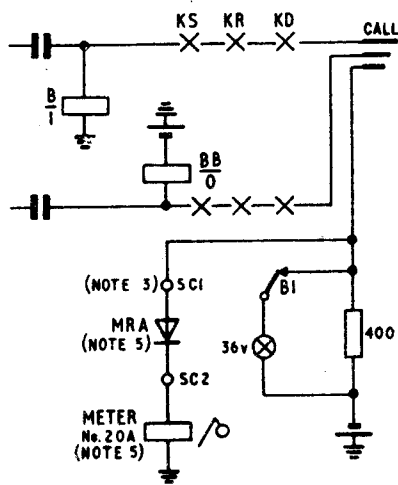 KS KR KD
CALL
B
1
BB
0
(NOTE 3) SC1
B1
MRA
(NOTE 5)
36v
400
SC2
METER
No. 20A
(NOTE 5)